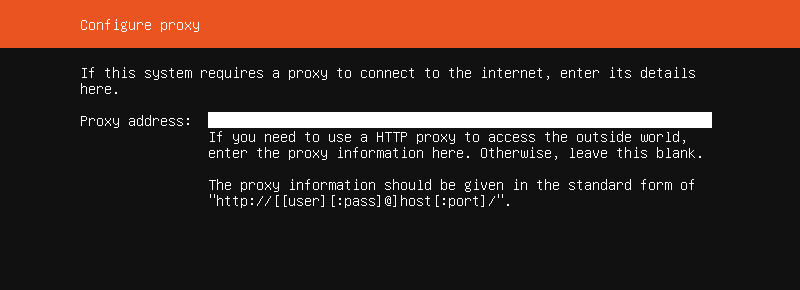 Configure proxy
If this system requires a proxy to connect to the internet, enter its details
here.
Proxy address:
If you need to use a HTTP proxy to access the outside world,
enter the proxy information here. Otherwise, leave this blank.
The proxy information should be given in the standard form of
"http://[[user][:pass]@]host[:port]/".